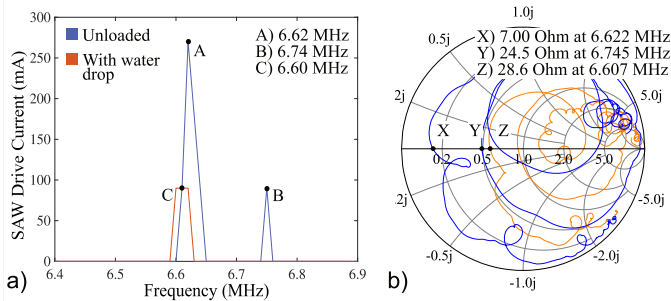 300
250
200
150
100
50
0
SAW Drive Current (mA)
Unloaded
With water
drop
A) 6.62 MHz
B) 6.74 MHz
C) 6.60 MHz
A
B
C
6.4
6.5
6.6
6.7
6.8
6.9
Frequency (MHz)
a)
1.0j
X) 7.00 Ohm at 6.622 MHz
Y) 24.5 Ohm at 6.745 MHz
Z) 28.6 Ohm at 6.607 MHz
0.5j
2j
5.0j
X
Y
Z
0.2
0.5
1.0
2.0
5.0
.2j
5.0j
-0.5j
-2.0j
-1.0j
b)